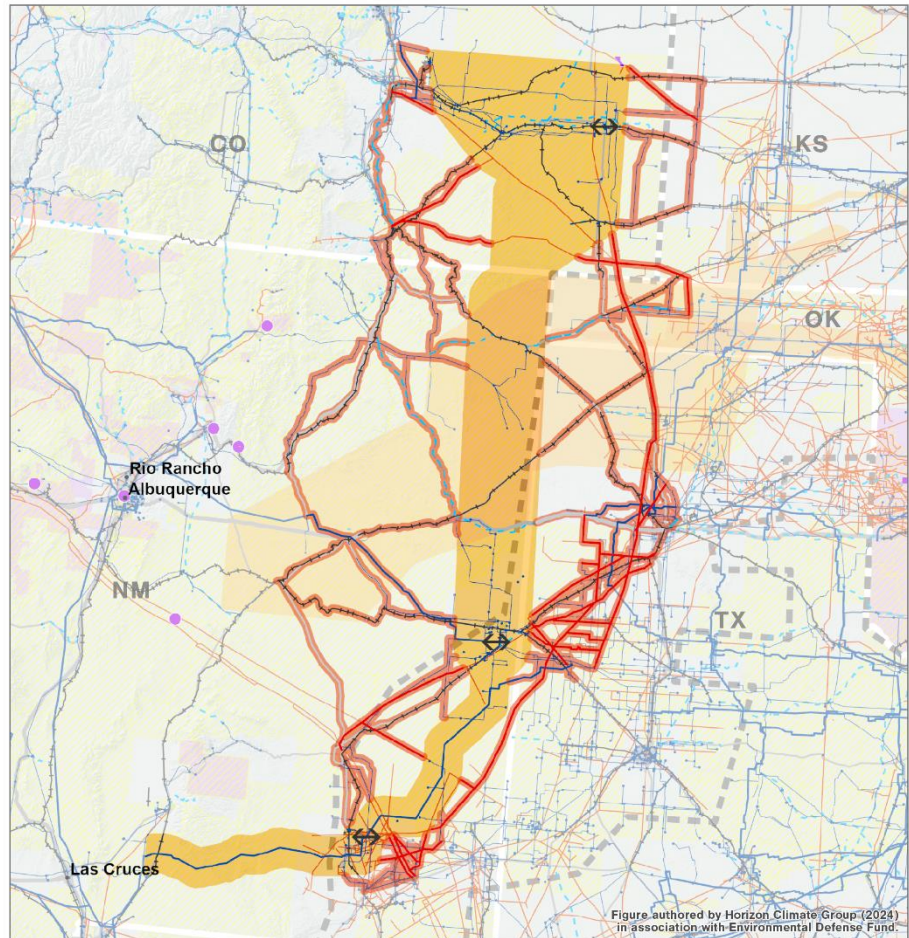 CO
KS
OK
Rio Rancho
Albuquerque
NM
TX
Las Cruces
Figure authored by Horizon Climate Group (2024)
in association with Environmental Defense Fund.